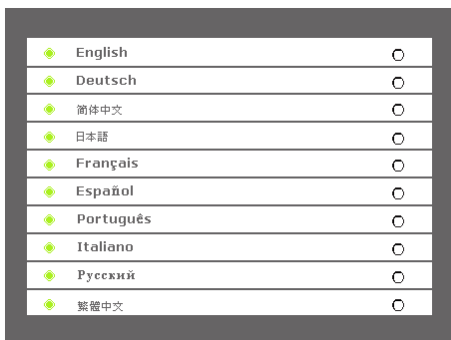 English
Deutsch
简体中文
日本語
Français
Español
Português
Italiano
Русский
繁體中文